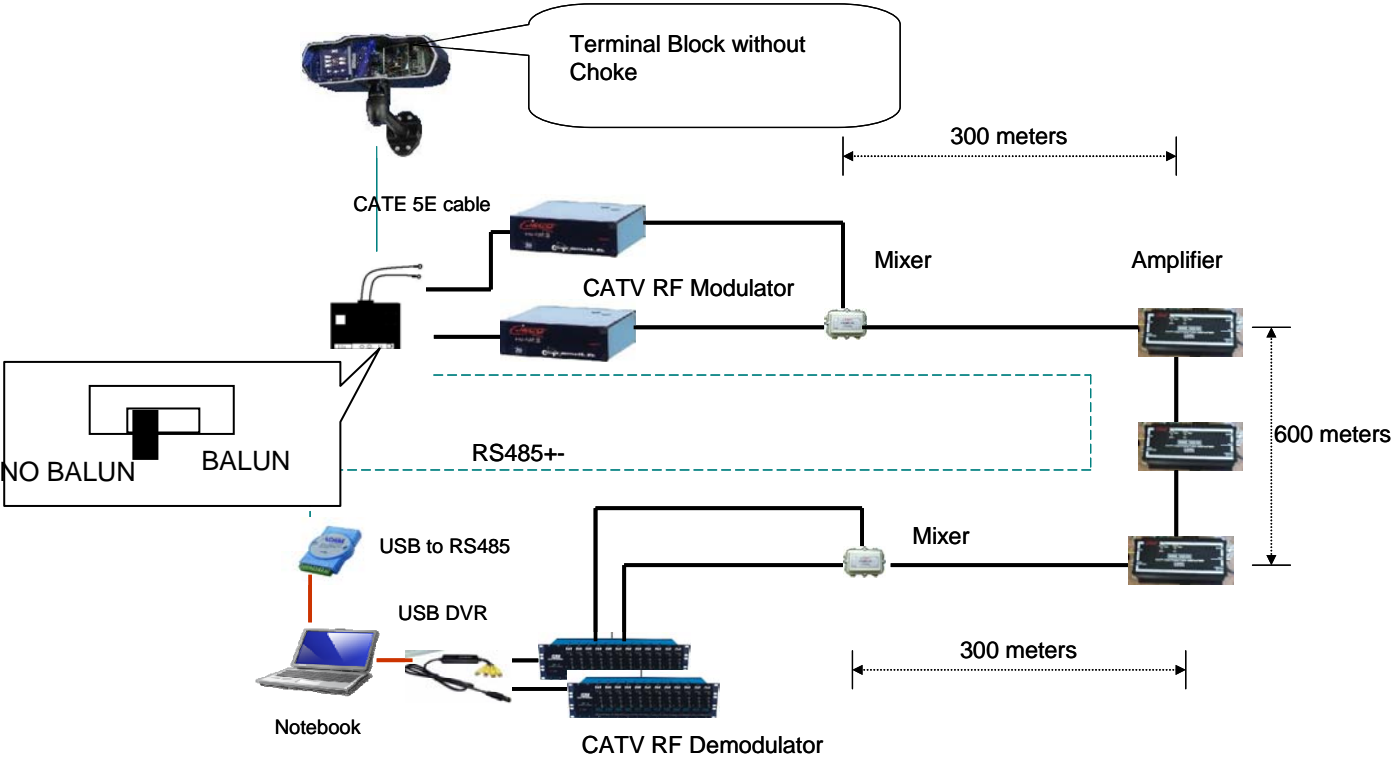 Terminal Block without
Choke
300 meters
CATE 5E cable
Mixer
Amplifier
CATV RF Modulator
600 meters
NO BALUN
BALUN
RS485+-
USB to RS485
Mixer
USB DVR
300 meters
Notebook
CATV RF Demodulator